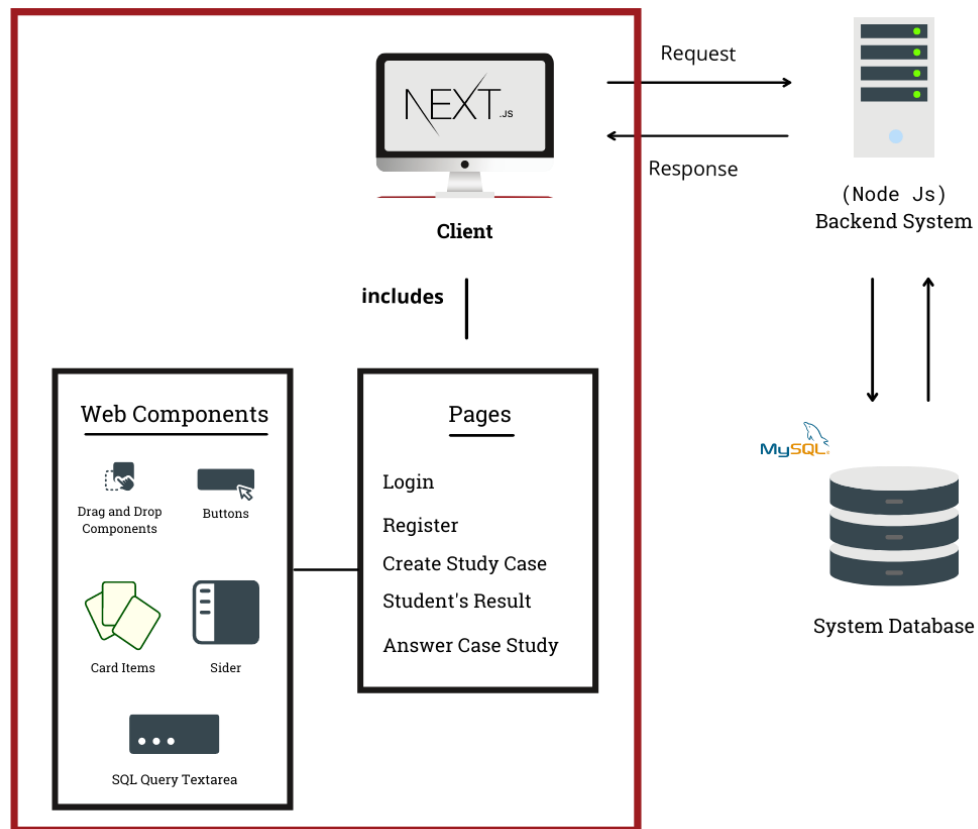 NEXT.JS
Request
Response
(Node Js)
Backend System
Client
includes
Web Components
Drag and Drop
Components
Buttons
Card Items
Sider
SQL Query Textarea
Pages
Login
Register
Create Study Case
Student's Result
Answer Case Study
MySQL
System Database